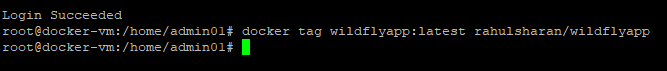 Login Succeeded
root@docker-vm:/home/admin01# docker tag wildflyapp:latest rahulsharan/wildflyapp
root@docker-vm:/home/admin01#